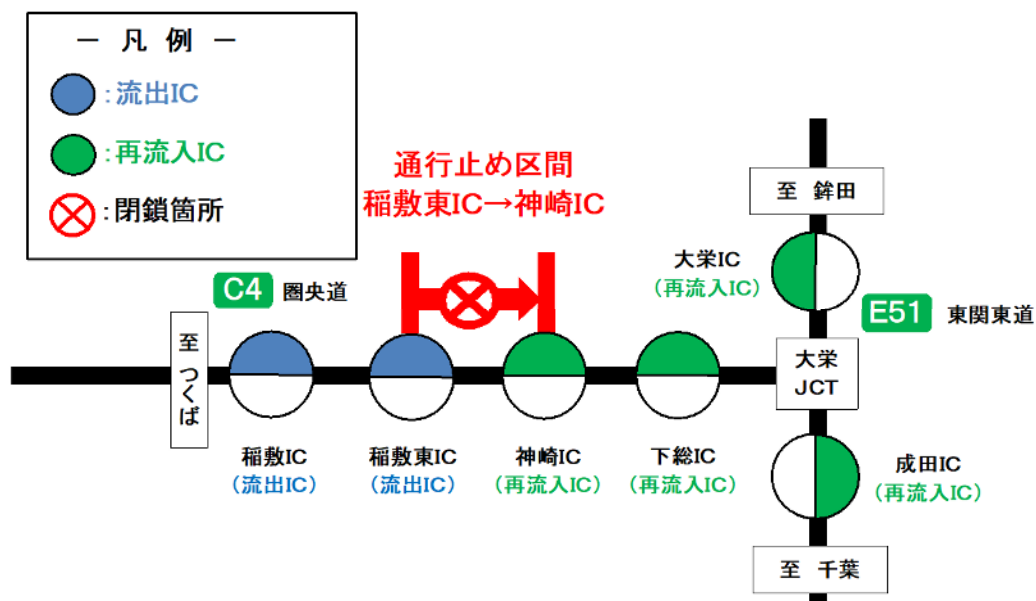 ― 凡 例 ―
:流出IC
:再流入IC
:閉鎖箇所
通行止め区間
稲敷東IC→神崎IC
C4 圏央道
至 つくば
稲敷IC
(流出IC)
稲敷東IC
(流出IC)
神崎IC
(再流入IC)
下総IC
(再流入IC)
至 鉾田
大栄IC
(再流入IC)
E51 東関東道
大栄
JCT
成田IC
(再流入IC)
至 千葉